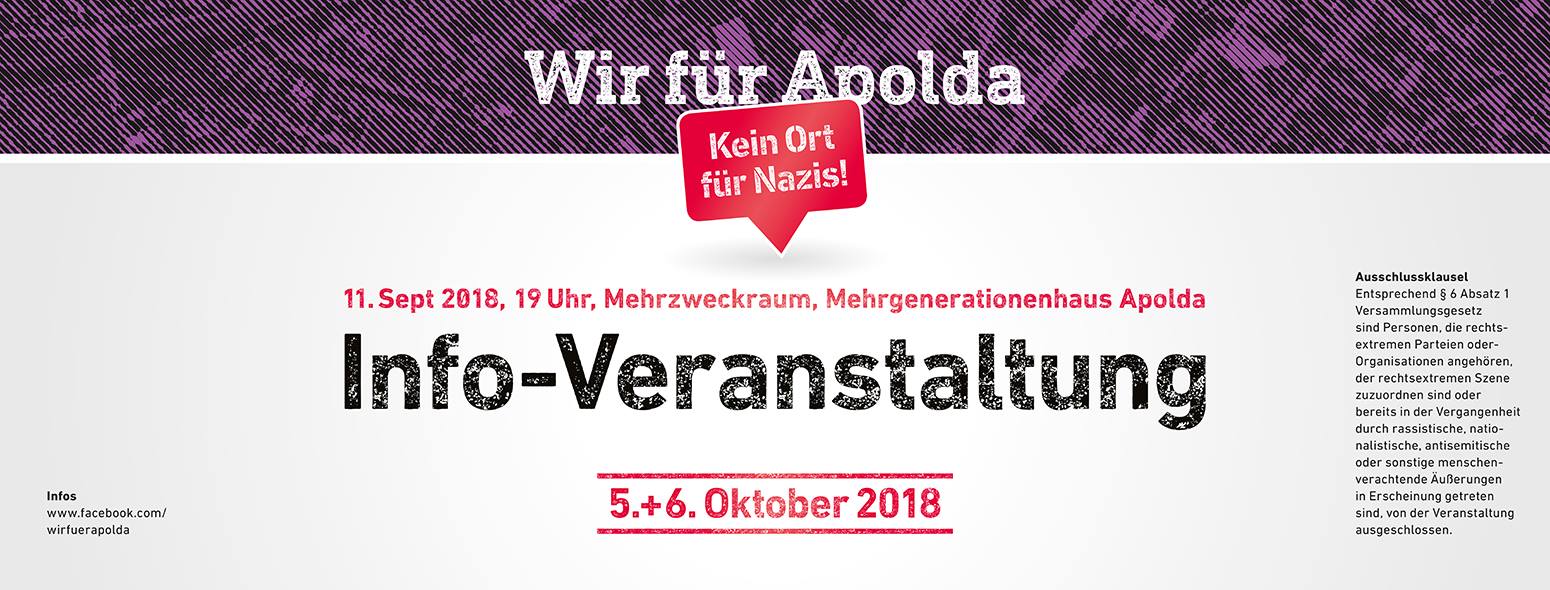 Wir für Apolda
Kein Ort
für Nazis!
11. Sept 2018, 19 Uhr, Mehrzweckraum, Mehrgenerationenhaus Apolda
Info-Veranstaltung
5.+6. Oktober 2018
Infos
www.facebook.com/
wirfuerapolda
Ausschlussklausel
Entsprechend § 6 Absatz 1
Versammlungsgesetz
sind Personen, die rechts-
extremen Parteien oder-
Organisationen angehören,
der rechtsextremen Szene
zuzuordnen sind oder
bereits in der Vergangenheit
durch rassistische, natio-
nalistische, antisemitische
oder sonstige menschen-
verachtende Äußerungen
in Erscheinung getreten
sind, von der Veranstaltung
ausgeschlossen.